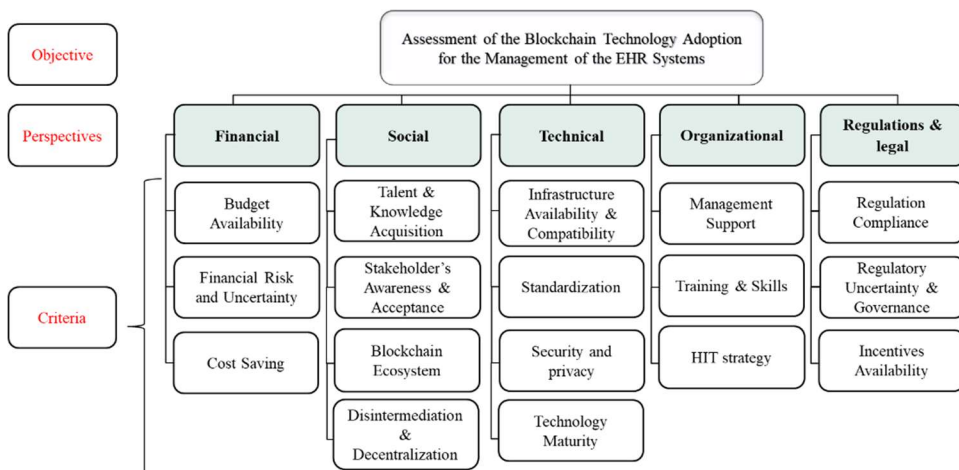 Objective
Assessment of the Blockchain Technology Adoption
for the Management of the EHR Systems
Perspectives
Financial
Social
Technical
Organizational
Regulations &
legal
Criteria
Budget
Availability
Financial Risk
and Uncertainty
Cost Saving
Talent &
Knowledge
Acquisition
Stakeholder's
Awareness &
Acceptance
Blockchain
Ecosystem
Disintermediation
&
Decentralization
Infrastructure
Availability &
Compatibility
Standardization
Security and
privacy
Technology
Maturity
Management
Support
Training & Skills
HIT strategy
Regulation
Compliance
Regulatory
Uncertainty &
Governance
Incentives
Availability